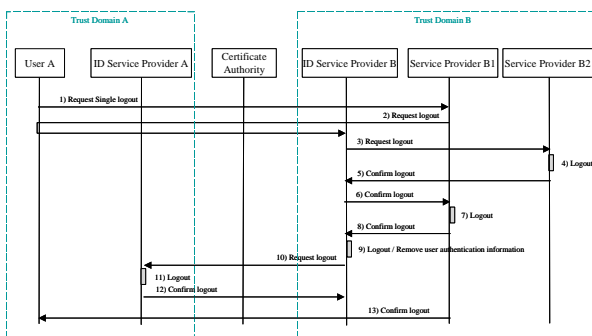 Trust Domain A
Trust Domain B
User A
ID Service Provider A
Certificate
Authority
ID Service Provider B
Service Provider B1
Service Provider B2
1) Request Single logout
2) Request logout
3) Request logout
4) Logout
5) Confirm logout
6) Confirm logout
7) Logout
8) Confirm logout
9) Logout / Remove user authentication information
10) Request logout
11) Logout
12) Confirm logout
13) Confirm logout